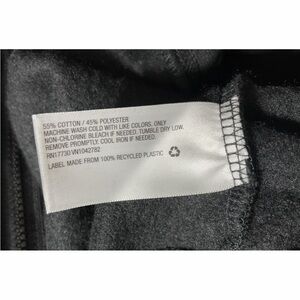 55% COTTON / 45% POLYESTER
MACHINE WASH COLD WITH LIKE COLORS. ONLY
NON-CHLORINE BLEACH IF NEEDED. TUMBLE DRY LOW.
REMOVE PROMPTLY. COOL IRON IF NEEDED.
RN17730/VN1042782
LABEL MADE FROM 100% RECYCLED PLASTIC